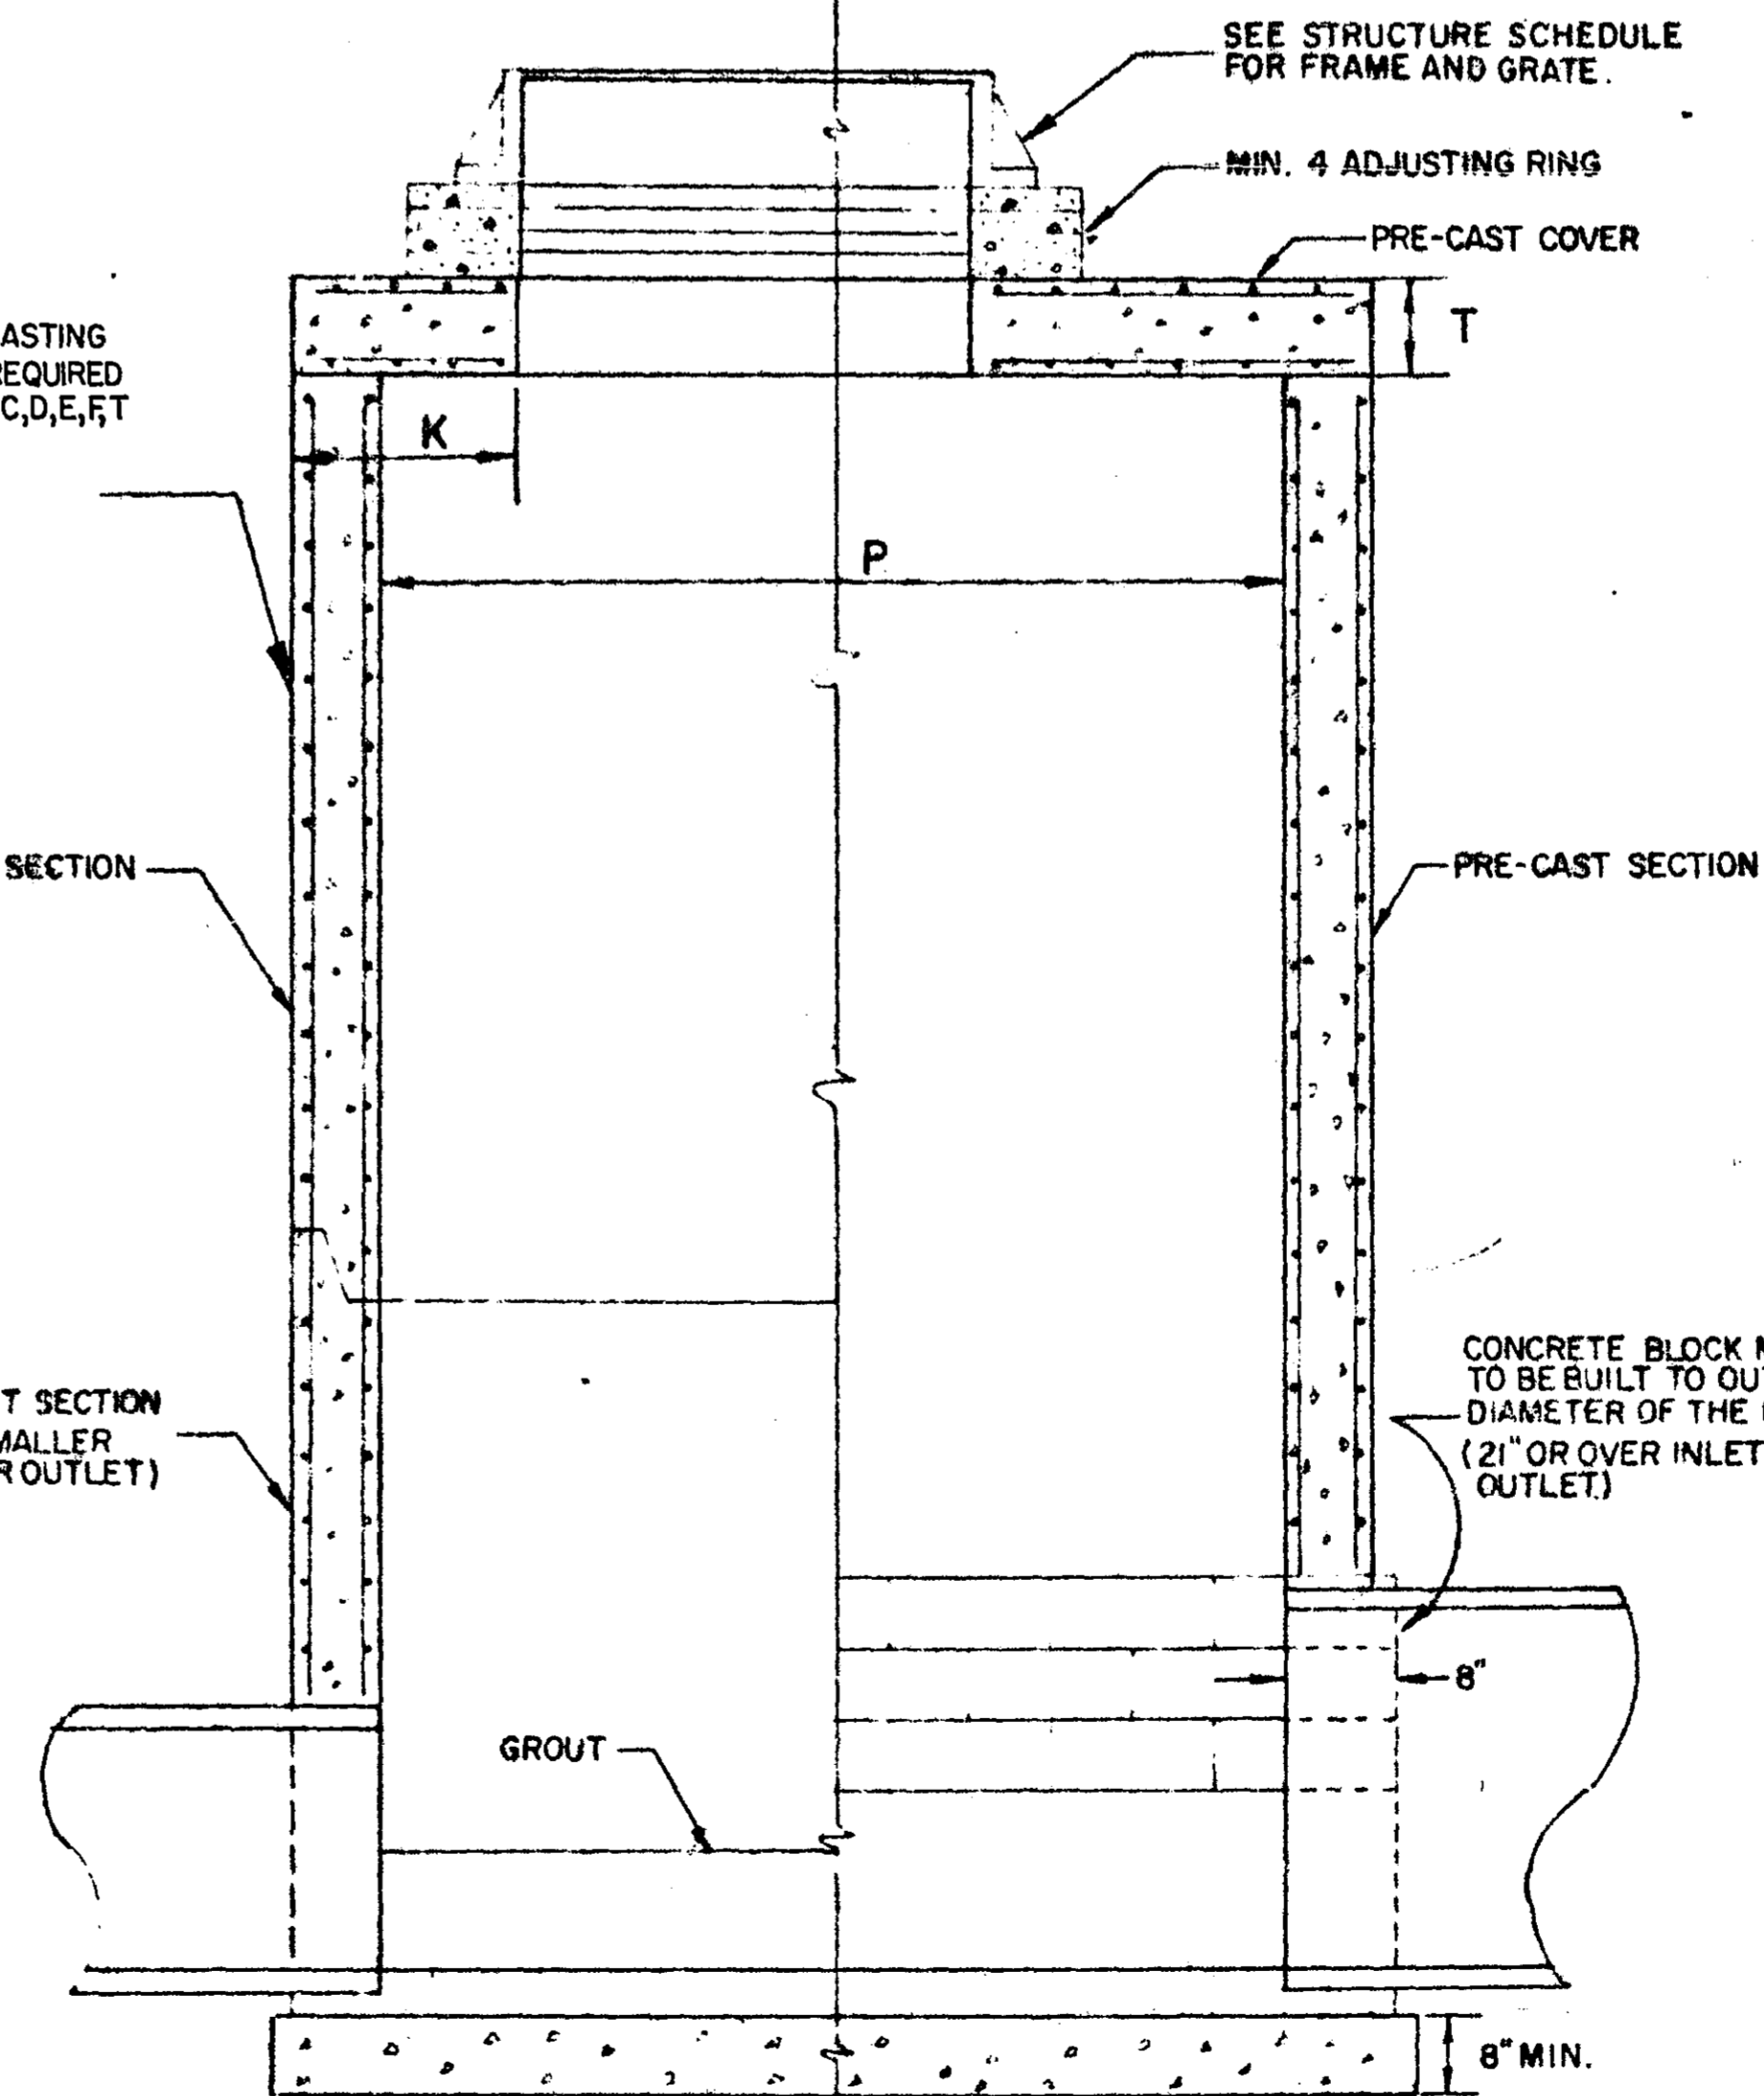 SEE STRUCTURE SCHEDULE
FOR FRAME AND GRATE.
MIN. 4 ADJUSTING RING
PRE-CAST COVER
T
ASTING
REQUIRED
C,D,E,F,T
K
P
SECTION
PRE-CAST SECTION
T SECTION
MALLER
R OUTLET)
CONCRETE BLOCK
TO BE BUILT TO OUT
DIAMETER OF THE
(21" OR OVER INLET
OUTLET.)
8"
GROUT
8" MIN.